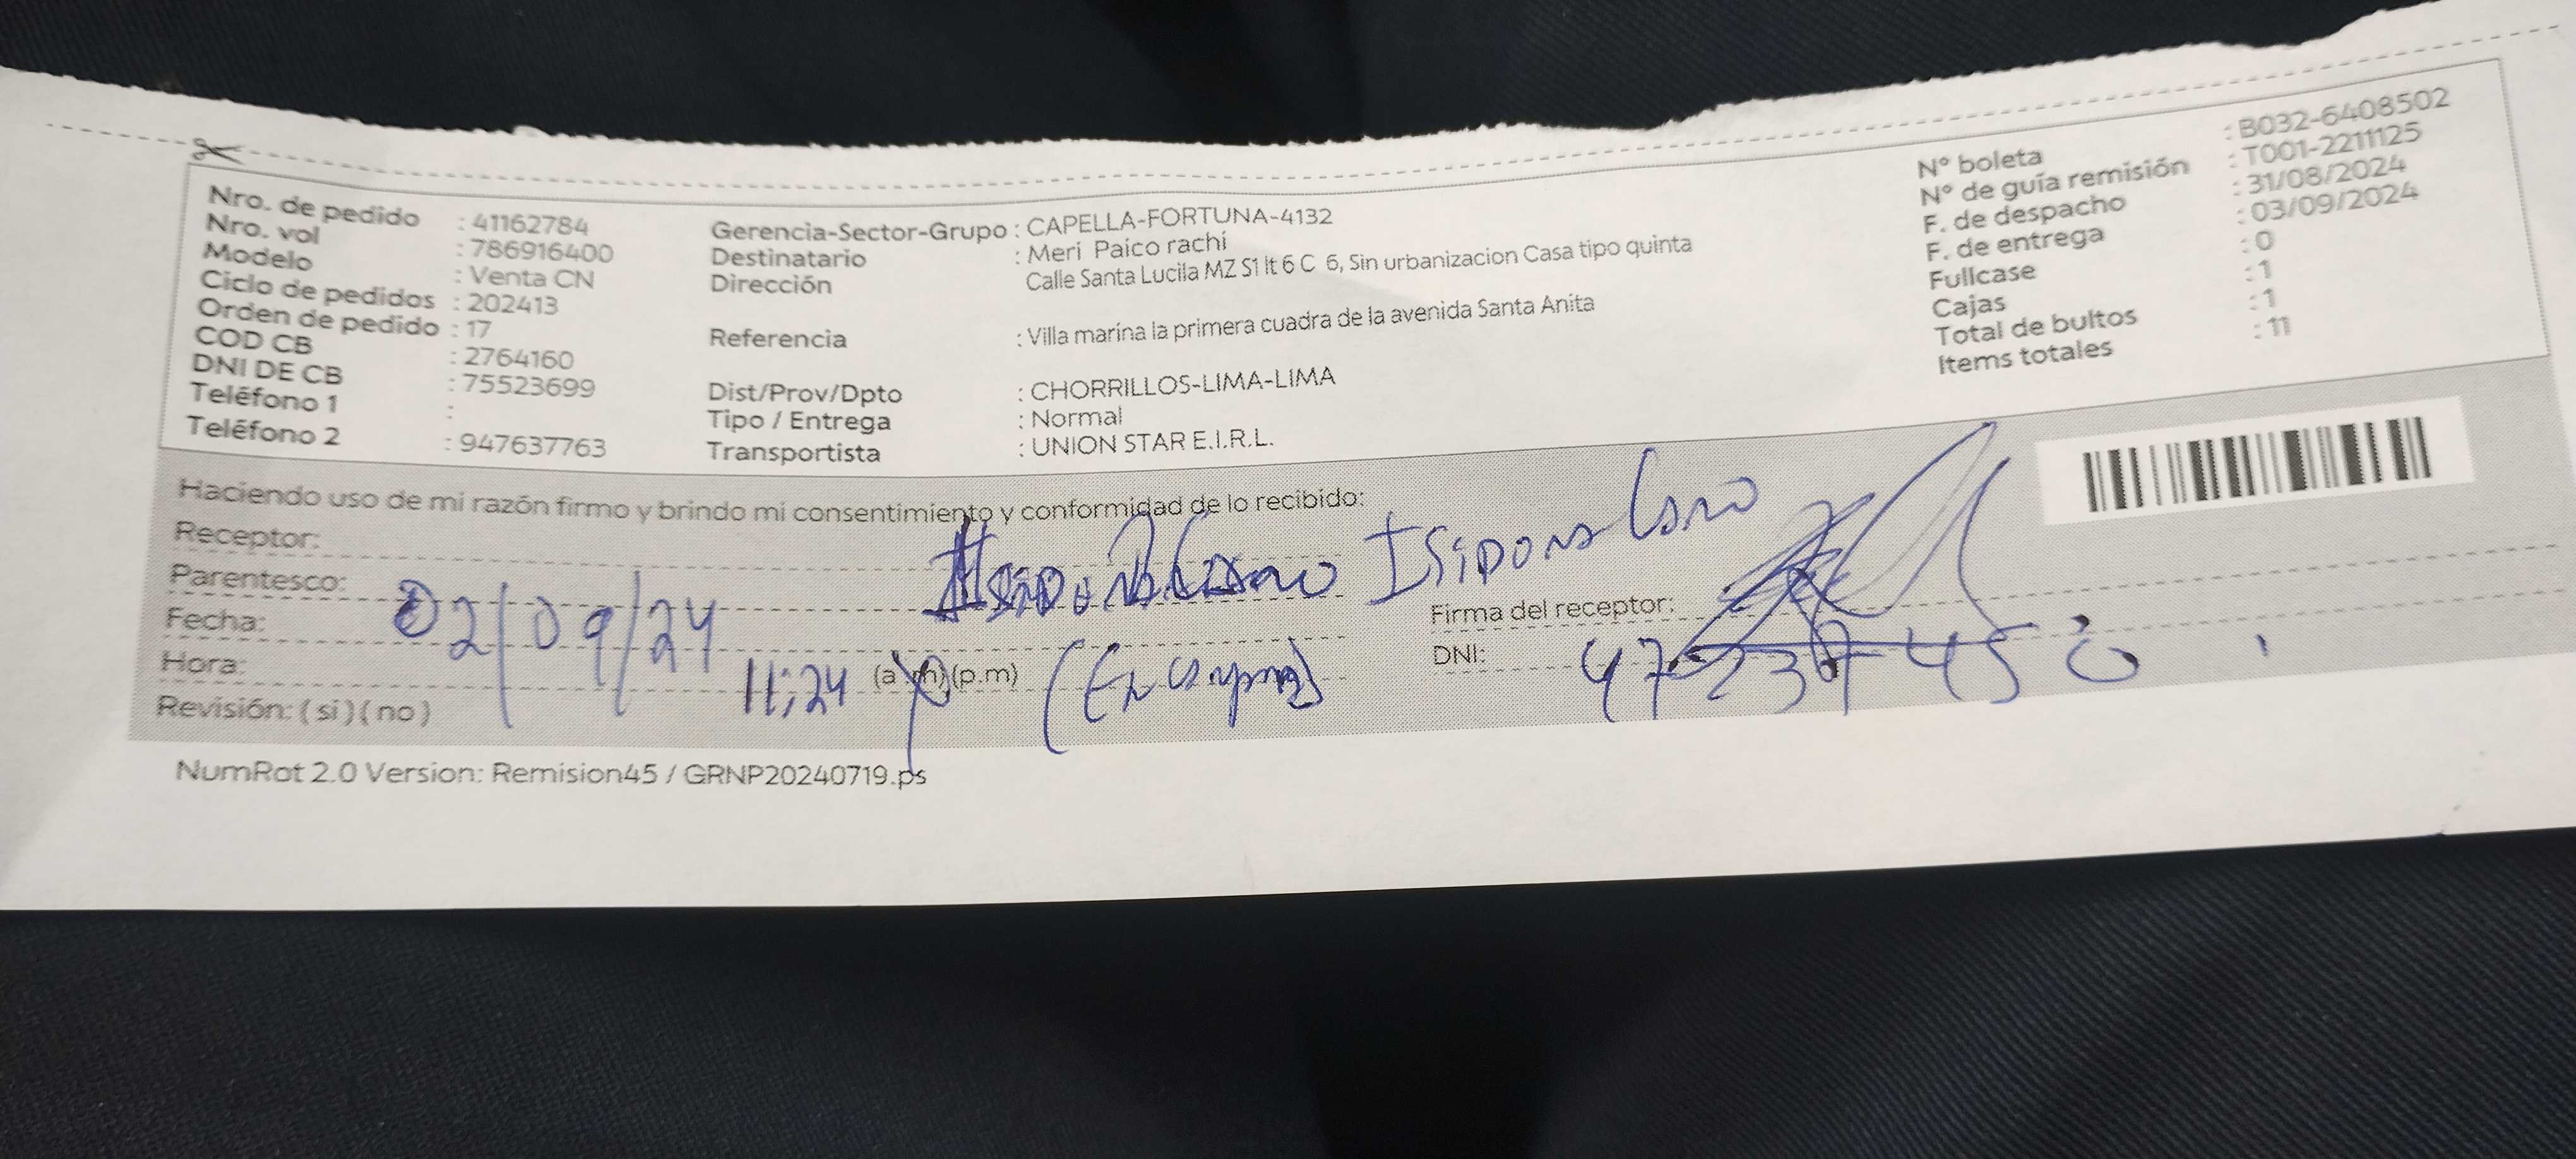 Nro. de pedido : 41162784
Nro. vol : 786916400
Modelo : Venta CN
Ciclo de pedidos : 202413
Orden de pedido : 17
COD CB : 2764160
DNI DE CB : 75523699
Teléfono 1 :
Teléfono 2 : 947637763
Gerencia-Sector-Grupo : CAPELLA-FORTUNA-4132
Destinatario : Meri Paico rachi
Dirección Calle Santa Lucila MZ S1 lt 6 C 6, Sin urbanizacion Casa tipo quinta
Referencia : Villa marina la primera cuadra de la avenida Santa Anita
Dist/Prov/Dpto : CHORRILLOS-LIMA-LIMA
Tipo / Entrega : Normal
Transportista : UNION STAR E.I.R.L.
N° boleta : B032-6408502
N° de guía remisión : T001-2211125
F. de despacho : 31/08/2024
F. de entrega : 03/09/2024
Fullcase : 0
Cajas : 1
Total de bultos : 1
Items totales : 11
Haciendo uso de mi razón firmo y brindo mi consentimiento y conformidad de lo recibido:
Receptor: Isidora Caro
Parentesco:
Fecha: 02/09/24
Hora: 11:24 (a.m) (p.m)
Revisión: ( si ) ( no )
Firma del receptor:
DNI:
NumRot 2.0 Version: Remision45 / GRNP20240719.ps